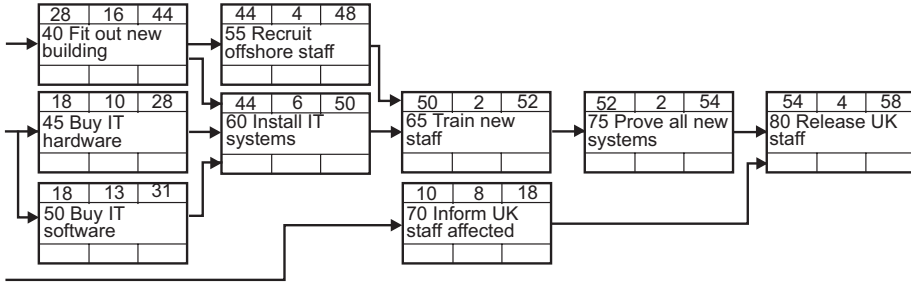 28 16 44
40 Fit out new
building
44 4 48
55 Recruit
offshore staff
18 10 28
45 Buy IT
hardware
44 6 50
60 Install IT
systems
50 2 52
65 Train new
staff
52 2 54
75 Prove all new
systems
54 4 58
80 Release UK
staff
18 13 31
50 Buy IT
software
10 8 18
70 Inform UK
staff affected